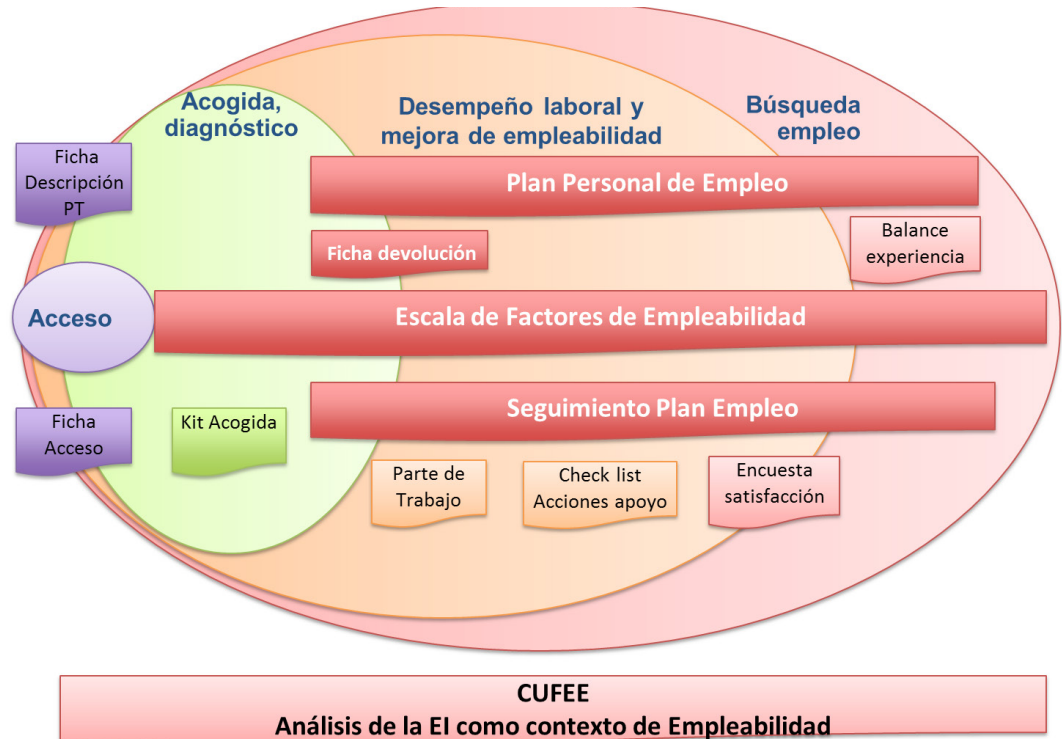 Acogida,
diagnóstico
Desempeño laboral y
mejora de empleabilidad
Búsqueda
empleo
Ficha
Descripción
PT
Plan Personal de Empleo
Ficha devolución
Balance
experiencia
Acceso
Escala de Factores de Empleabilidad
Seguimiento Plan Empleo
Ficha
Acceso
Kit Acogida
Parte de
Trabajo
Check list
Acciones apoyo
Encuesta
satisfacción
CUFEE
Análisis de la EI como contexto de Empleabilidad